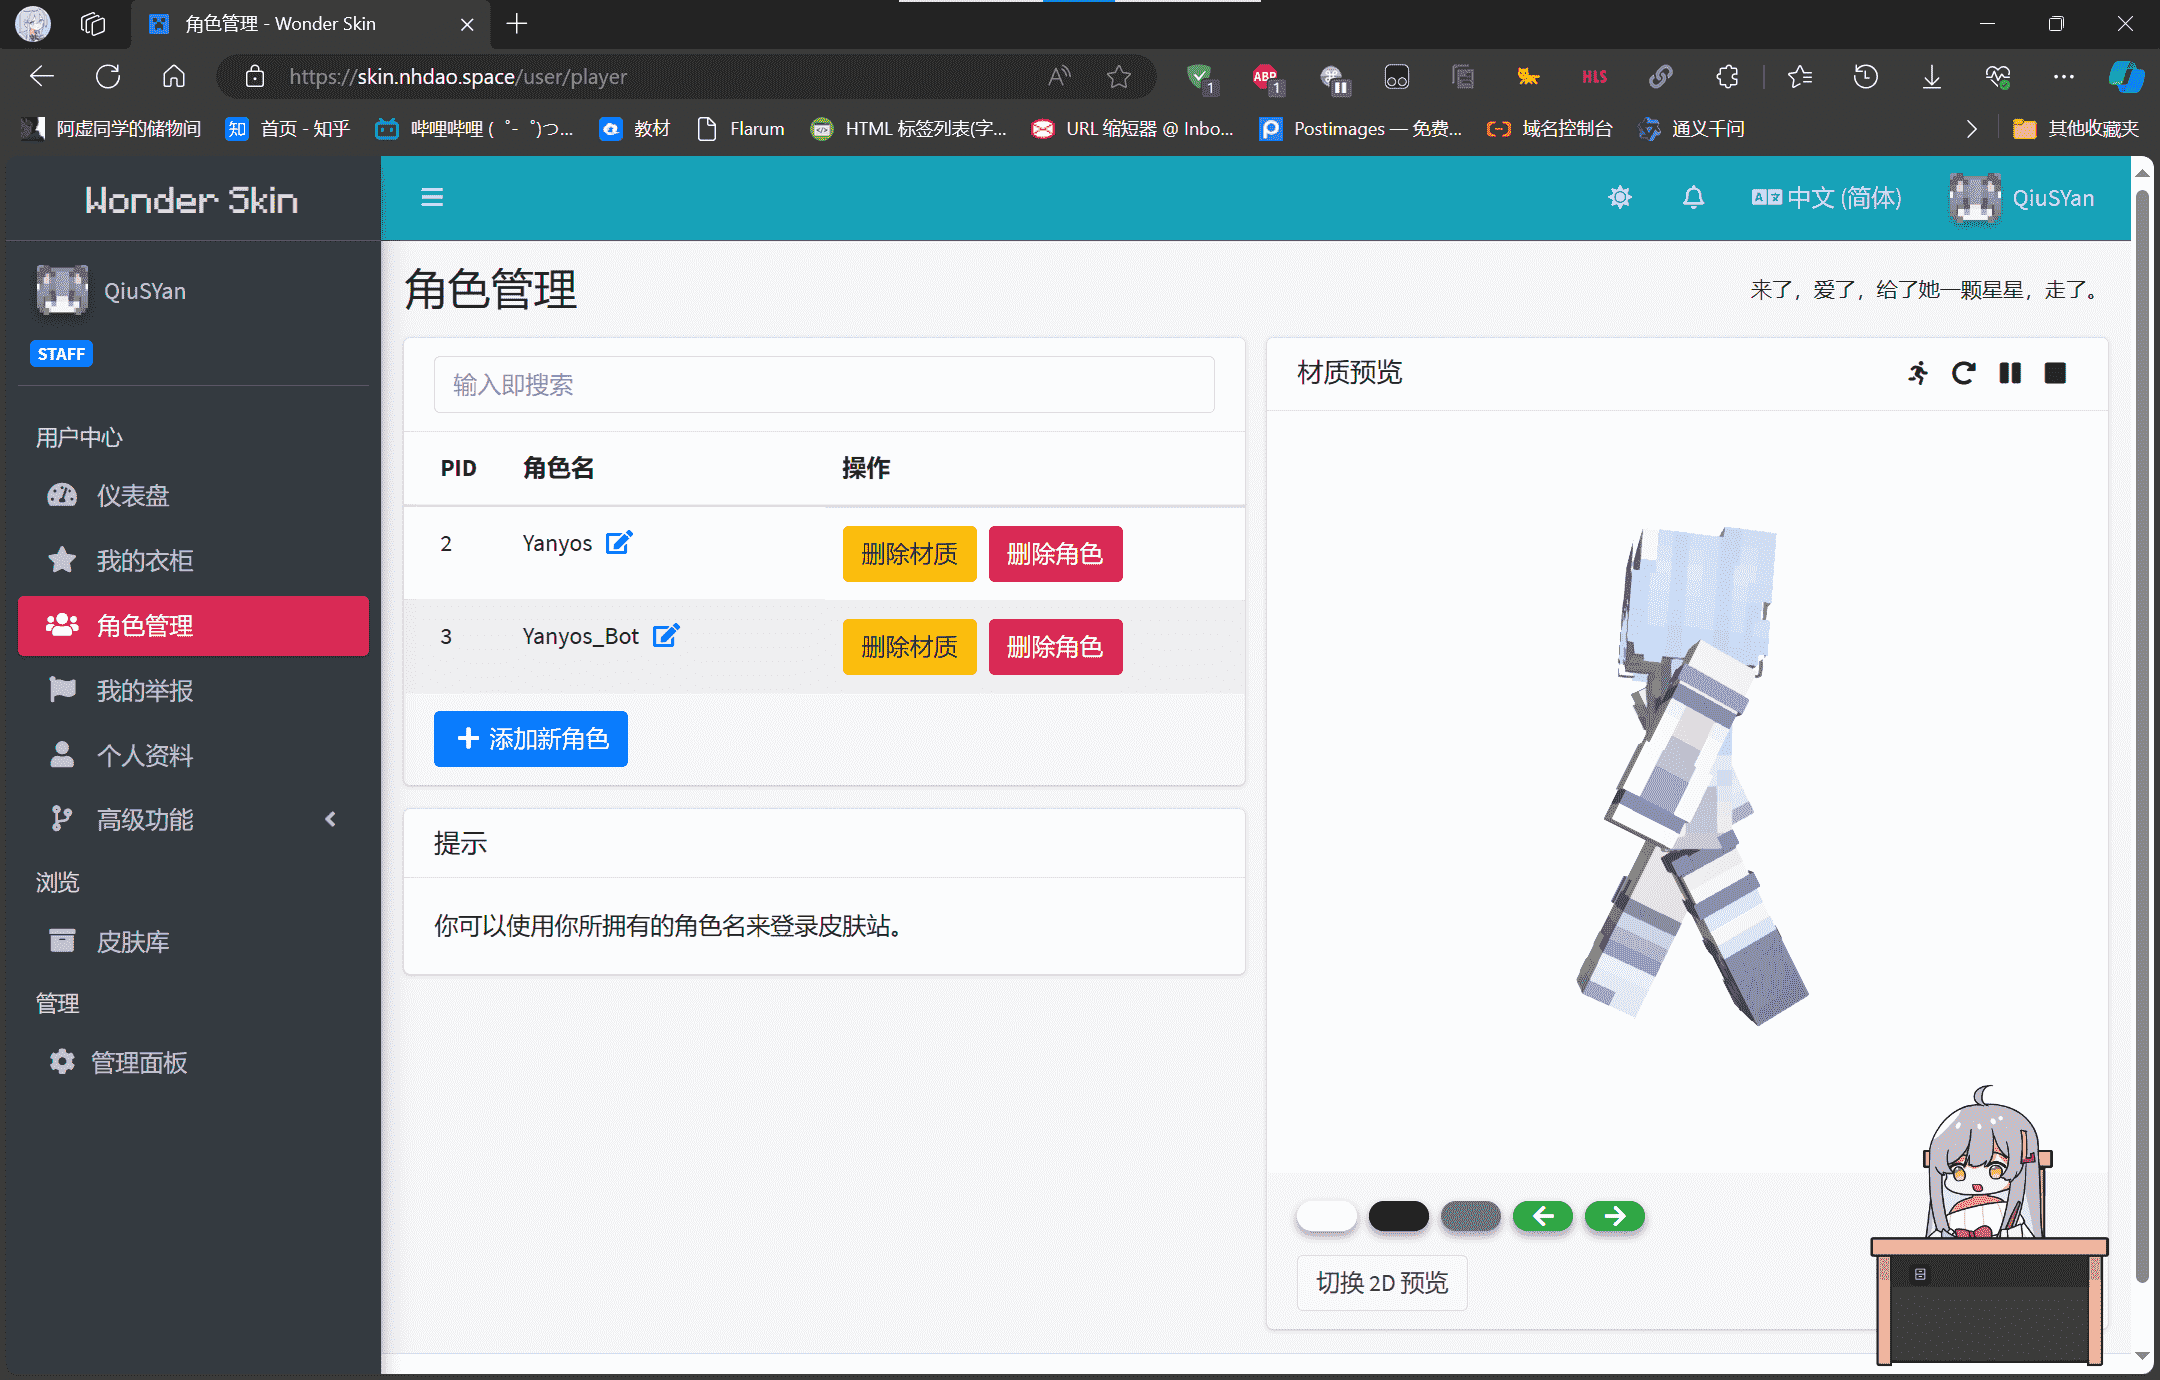 角色管理 - Wonder Skin
https://skin.nhdao.space/user/player
ABP
1
1
HLS
阿虚同学的储物间
知
首页 - 知乎
哔哩哔哩 (゜-゜)つ...
教材
Flarum
HTML 标签列表(字...
URL 缩短器 @ Inbo...
Postimages — 免费...
域名控制台
通义千问
其他收藏夹
Wonder Skin
中文 (简体)
QiuSYan
QiuSYan
STAFF
用户中心
仪表盘
我的衣柜
角色管理
我的举报
个人资料
高级功能
浏览
皮肤库
管理
管理面板
角色管理
来了，爱了，给了她一颗星星，走了。
输入即搜索
PID 角色名 操作
2 Yanyos 删除材质 删除角色
3 Yanyos_Bot 删除材质 删除角色
添加新角色
提示
你可以使用你所拥有的角色名来登录皮肤站。
材质预览
切换 2D 预览